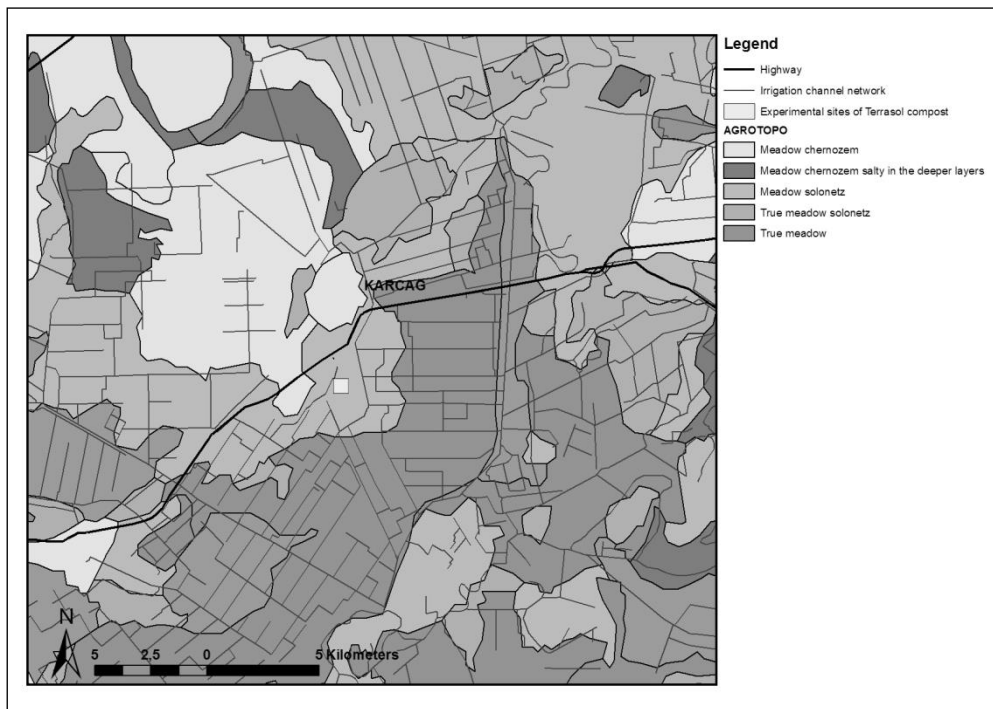 Legend
Highway
Irrigation channel network
Experimental sites of Terrasol compost
AGROTOPO
Meadow chernozem
Meadow chernozem salty in the deeper layers
Meadow solonetz
True meadow solonetz
True meadow
KARCAG
N
5 2.5 0 5 Kilometers